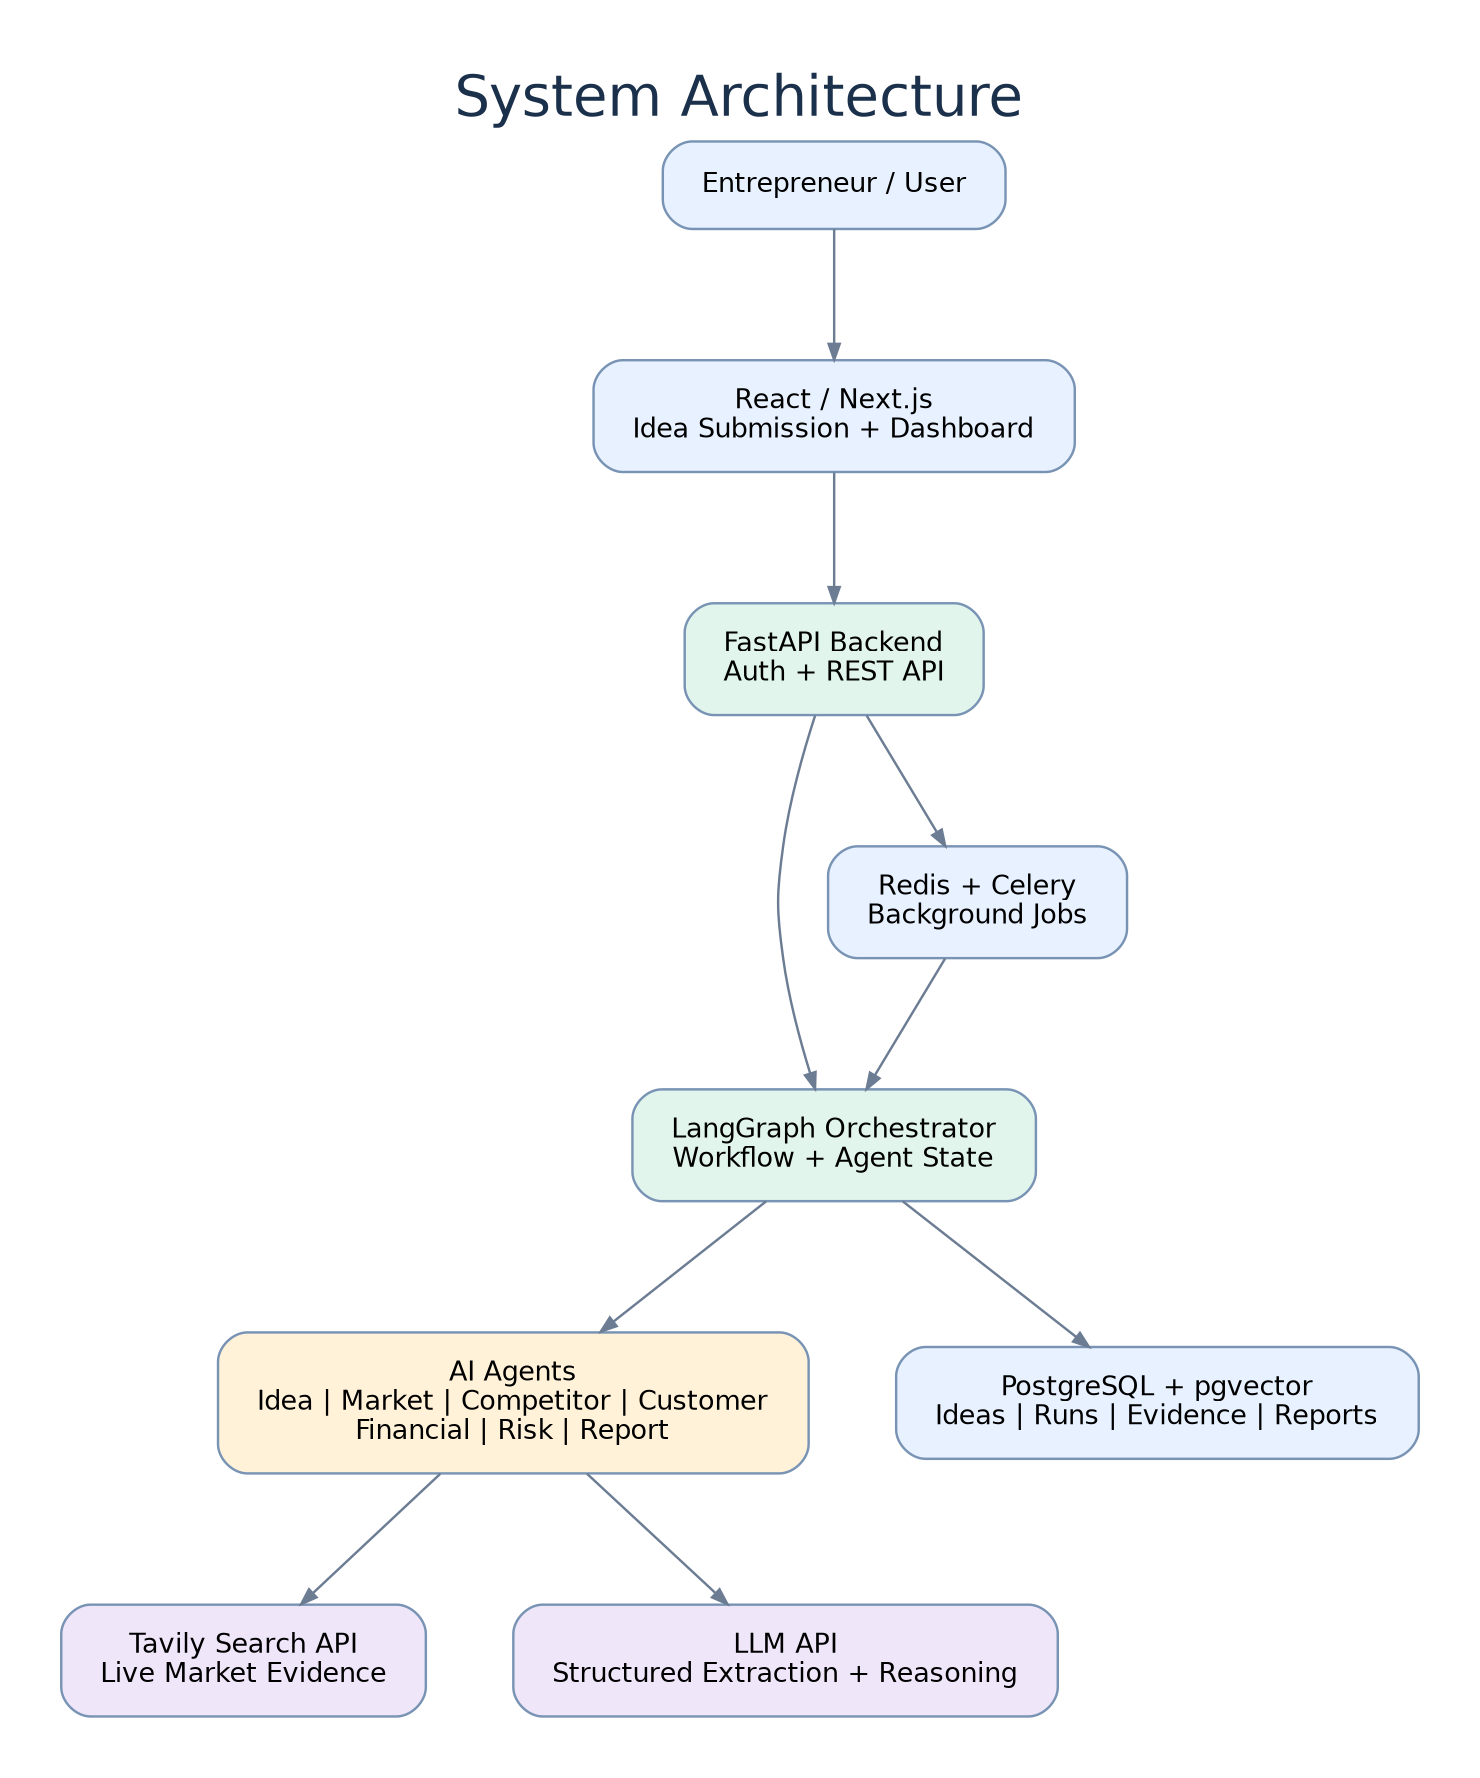 System Architecture
Entrepreneur / User
React / Next.js
Idea Submission + Dashboard
FastAPI Backend
Auth + REST API
Redis + Celery
Background Jobs
LangGraph Orchestrator
Workflow + Agent State
AI Agents
Idea | Market | Competitor | Customer
Financial | Risk | Report
PostgreSQL + pgvector
Ideas | Runs | Evidence | Reports
Tavily Search API
Live Market Evidence
LLM API
Structured Extraction + Reasoning